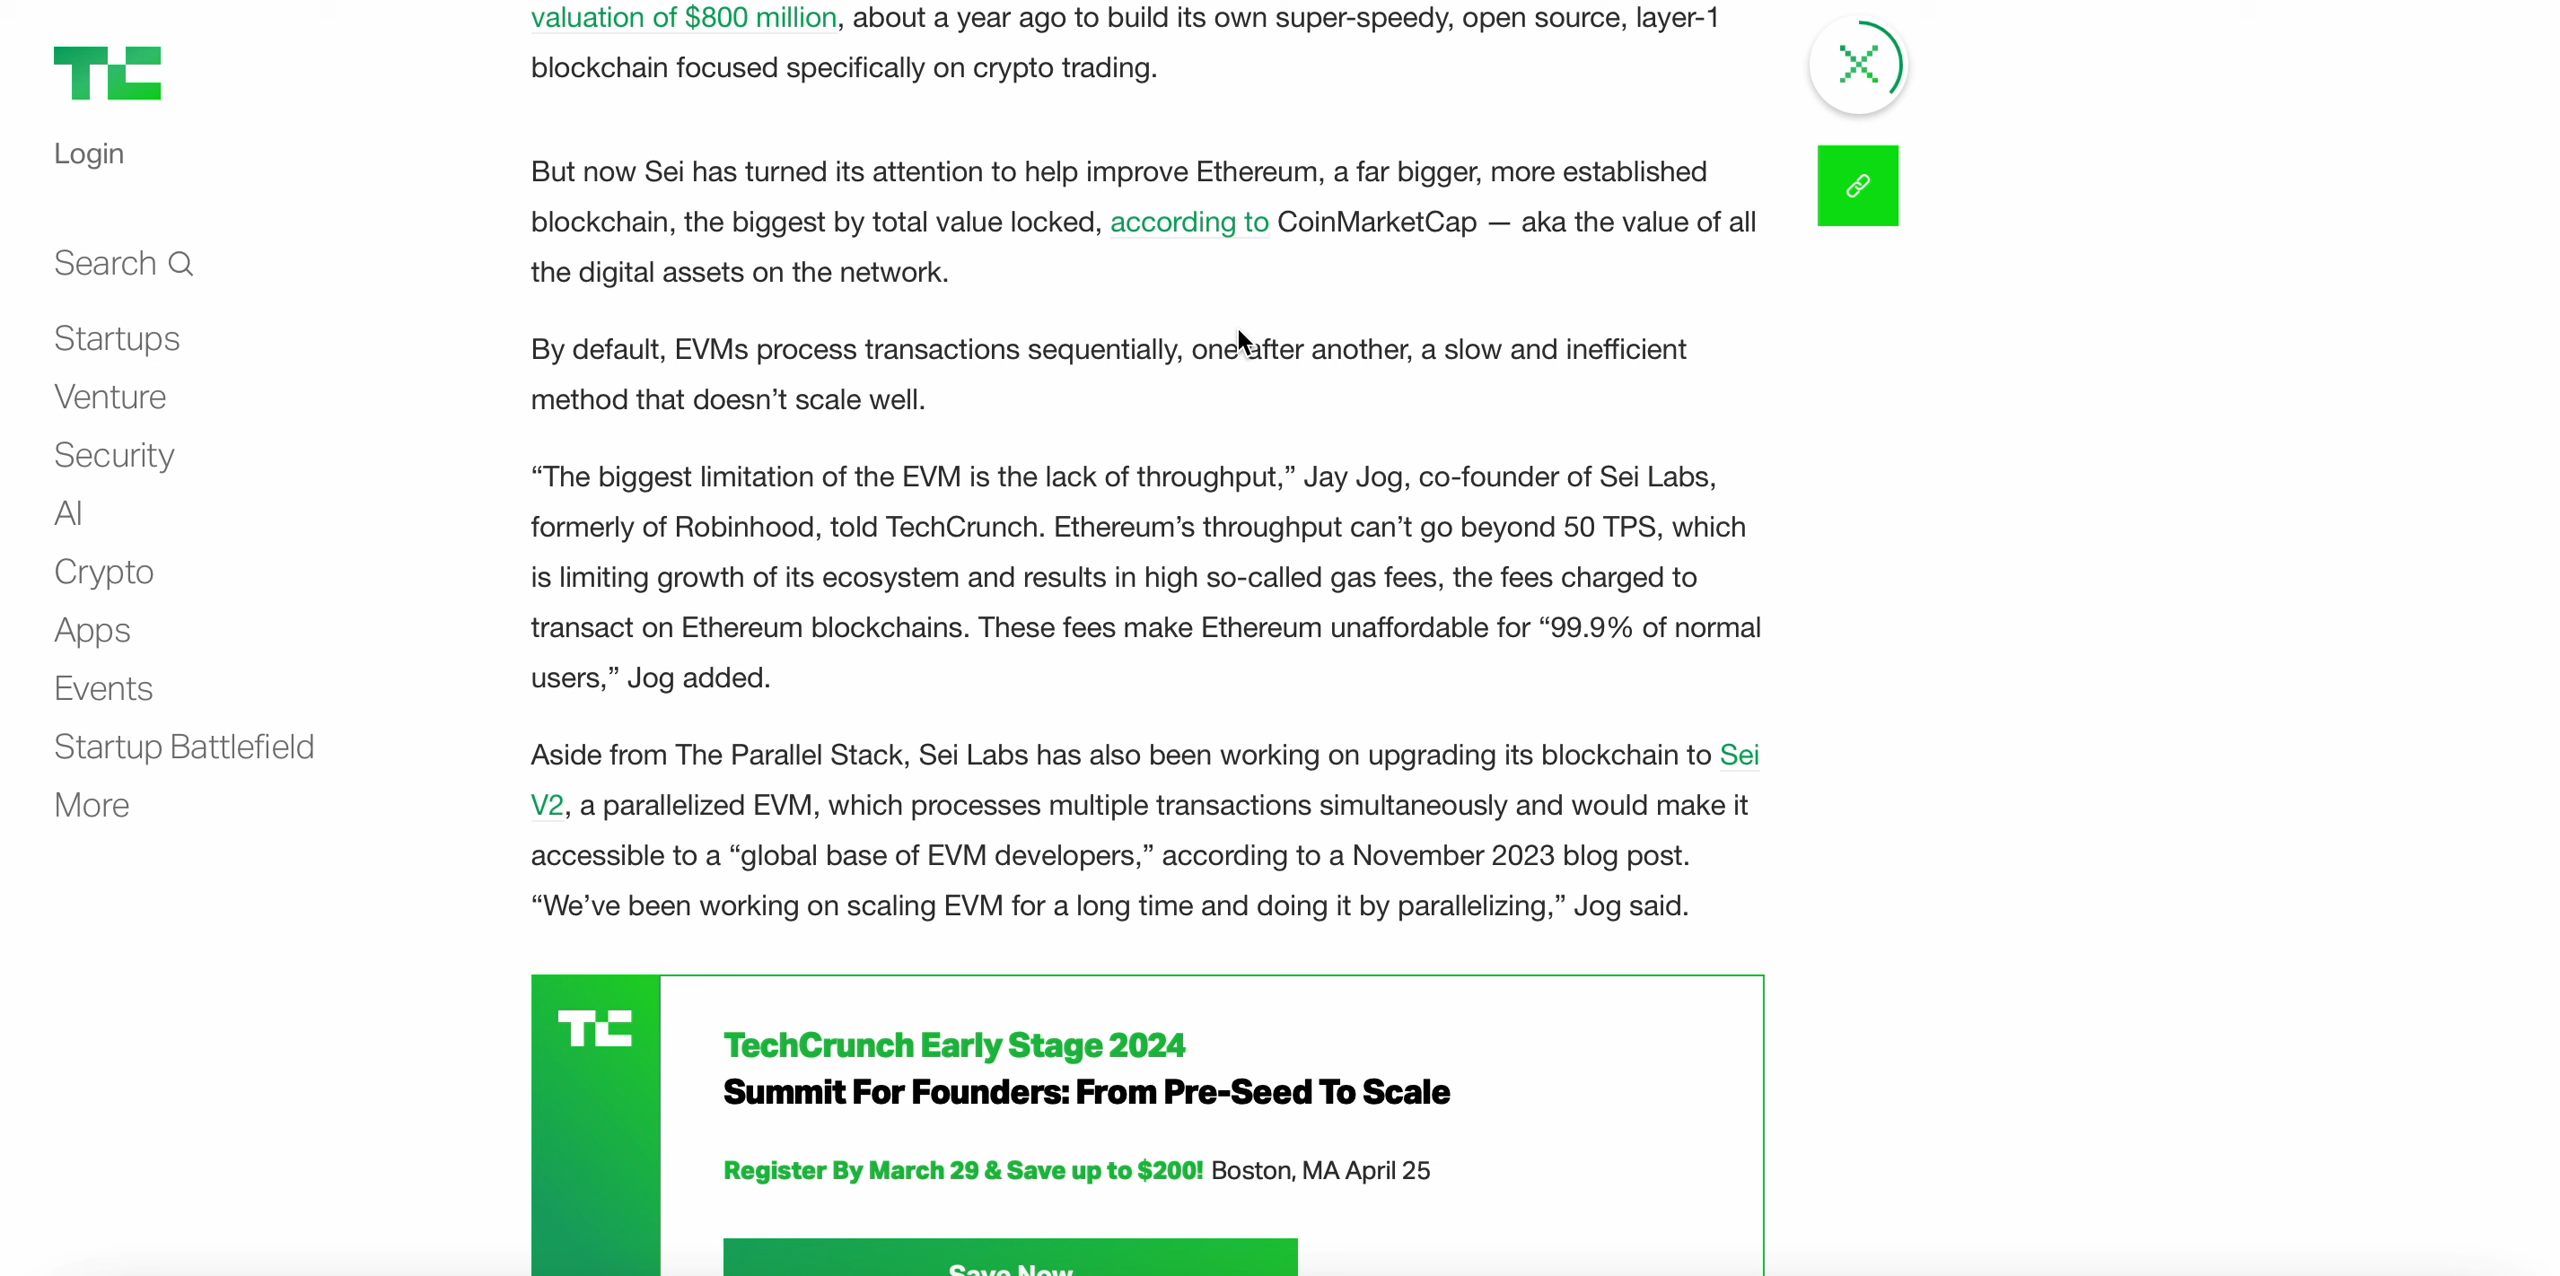 TC
Login
Search
Startups
Venture
Security
AI
Crypto
Apps
Events
Startup Battlefield
More
valuation of $800 million, about a year ago to build its own super-speedy, open source, layer-1
blockchain focused specifically on crypto trading.
But now Sei has turned its attention to help improve Ethereum, a far bigger, more established
blockchain, the biggest by total value locked, according to CoinMarketCap — aka the value of all
the digital assets on the network.
By default, EVMs process transactions sequentially, one after another, a slow and inefficient
method that doesn’t scale well.
“The biggest limitation of the EVM is the lack of throughput,” Jay Jog, co-founder of Sei Labs,
formerly of Robinhood, told TechCrunch. Ethereum’s throughput can’t go beyond 50 TPS, which
is limiting growth of its ecosystem and results in high so-called gas fees, the fees charged to
transact on Ethereum blockchains. These fees make Ethereum unaffordable for “99.9% of normal
users,” Jog added.
Aside from The Parallel Stack, Sei Labs has also been working on upgrading its blockchain to Sei
V2, a parallelized EVM, which processes multiple transactions simultaneously and would make it
accessible to a “global base of EVM developers,” according to a November 2023 blog post.
“We’ve been working on scaling EVM for a long time and doing it by parallelizing,” Jog said.
TC
TechCrunch Early Stage 2024
Summit For Founders: From Pre-Seed To Scale
Register By March 29 & Save up to $200! Boston, MA April 25
Save Now